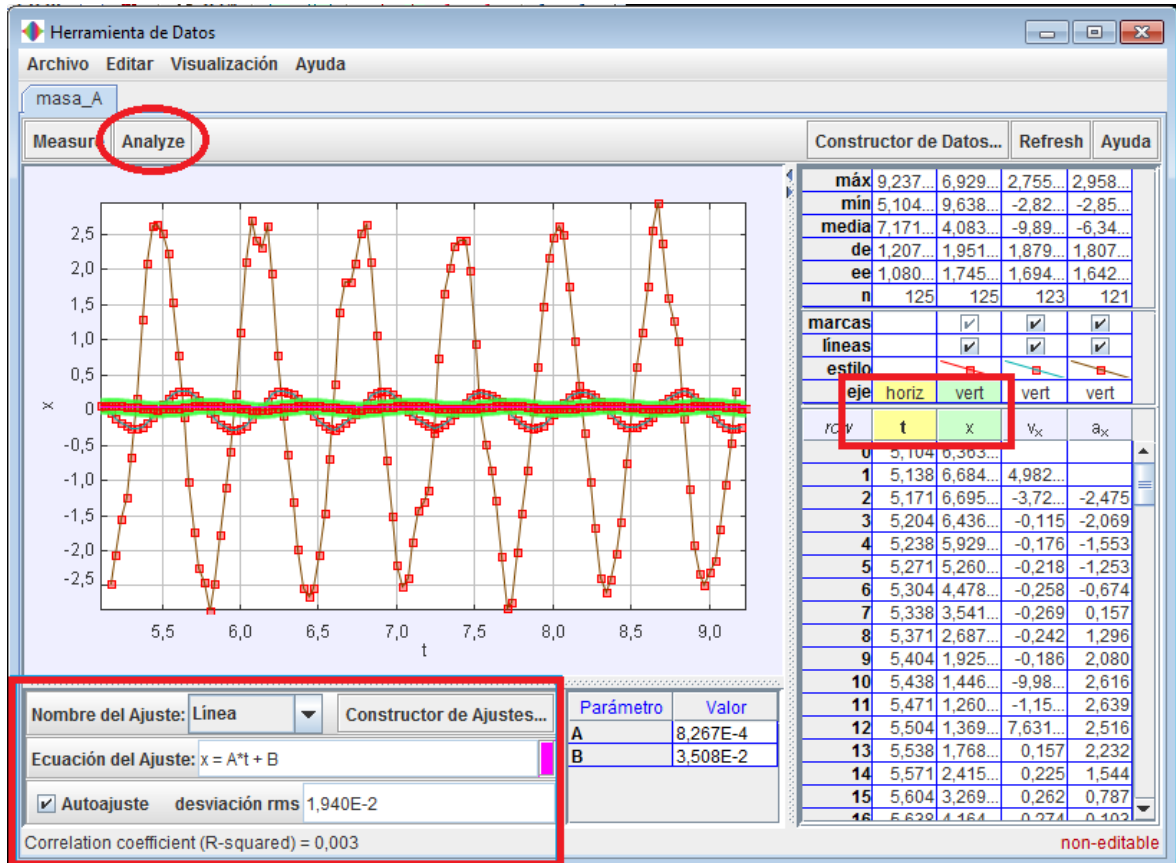 Herramienta de Datos
Archivo Editar Visualización Ayuda
masa_A
Measur Analyze Constructor de Datos... Refresh Ayuda
máx 9,237... 6,929... 2,755... 2,958...
mín 5,104... 9,638... -2,82... -2,85...
media 7,171... 4,083... -9,89... -6,34...
de 1,207... 1,951... 1,879... 1,807...
ee 1,080... 1,745... 1,694... 1,642...
n 125 125 123 121
marcas
líneas
estilo
eje horiz vert vert vert
row t x vx ax
0 5,104 6,363...
1 5,138 6,684... 4,982...
2 5,171 6,695... -3,72... -2,475
3 5,204 6,436... -0,115 -2,069
4 5,238 5,929... -0,176 -1,553
5 5,271 5,260... -0,218 -1,253
6 5,304 4,478... -0,258 -0,674
7 5,338 3,541... -0,269 0,157
8 5,371 2,687... -0,242 1,296
9 5,404 1,925... -0,186 2,080
10 5,438 1,446... -9,98... 2,616
11 5,471 1,260... -1,15... 2,639
12 5,504 1,369... 7,631... 2,516
13 5,538 1,768... 0,157 2,232
14 5,571 2,415... 0,225 1,544
15 5,604 3,269... 0,262 0,787
16 5,638 4,164... 0,274 0,103
2,5
2,0
1,5
1,0
0,5
0
-0,5
-1,0
-1,5
-2,0
-2,5
x
5,5 6,0 6,5 7,0 7,5 8,0 8,5 9,0
t
Nombre del Ajuste: Línea Constructor de Ajustes...
Ecuación del Ajuste: x = A*t + B
Autoajuste desviación rms 1,940E-2
Parámetro Valor
A 8,267E-4
B 3,508E-2
Correlation coefficient (R-squared) = 0,003
non-editable